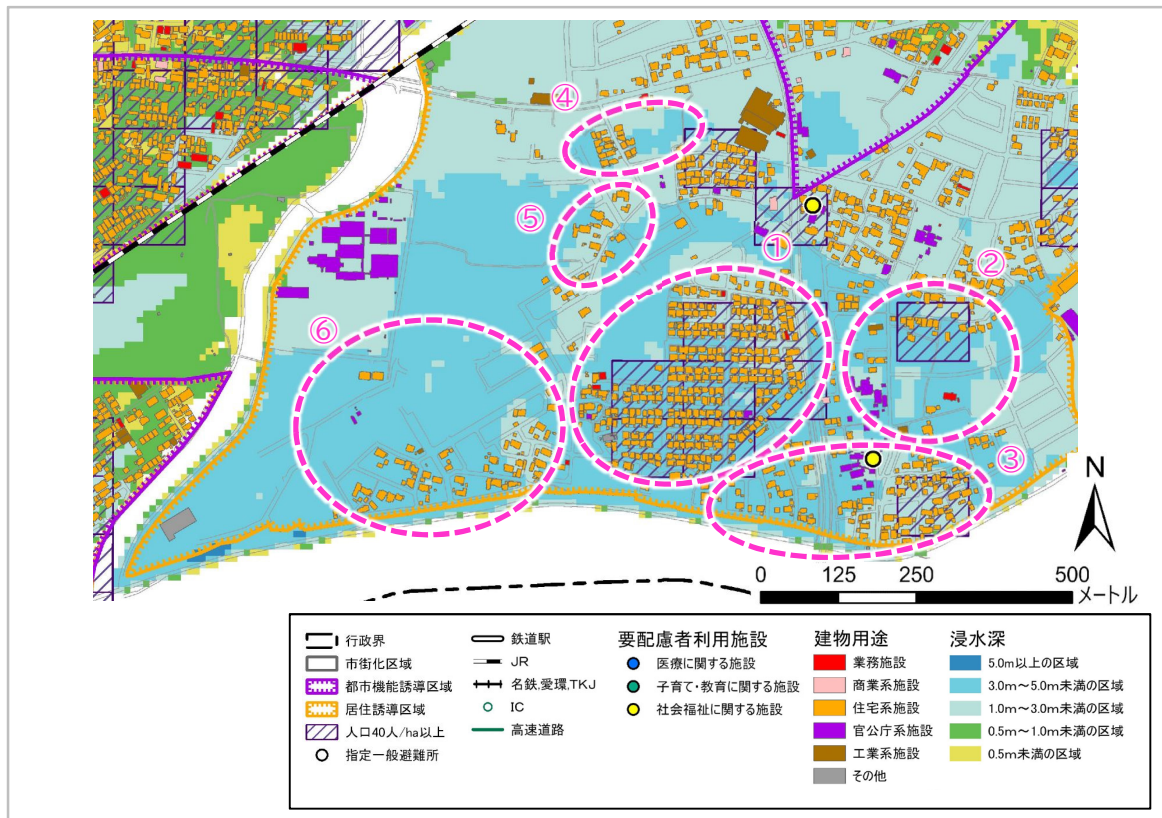 ④
⑤
①
②
⑥
③
N
0 125 250 500
メートル
行政界
市街化区域
都市機能誘導区域
居住誘導区域
人口40人/ha以上
指定一般避難所
鉄道駅
JR
名鉄,愛環,TKJ
IC
高速道路
要配慮者利用施設
医療に関する施設
子育て・教育に関する施設
社会福祉に関する施設
建物用途
業務施設
商業系施設
住宅系施設
官公庁系施設
工業系施設
その他
浸水深
5.0m以上の区域
3.0m～5.0m未満の区域
1.0m～3.0m未満の区域
0.5m～1.0m未満の区域
0.5m未満の区域